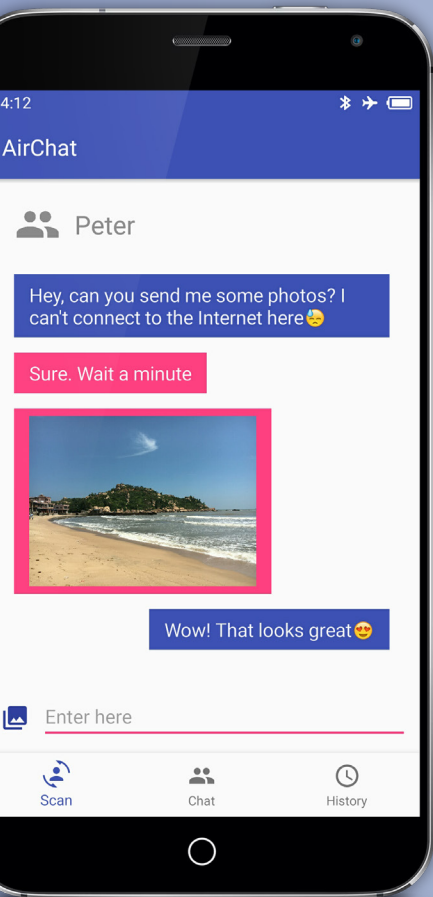 4:12
AirChat
Peter
Hey, can you send me some photos? I
can't connect to the Internet here😓
Sure. Wait a minute
Wow! That looks great😍
Enter here
Scan
Chat
History